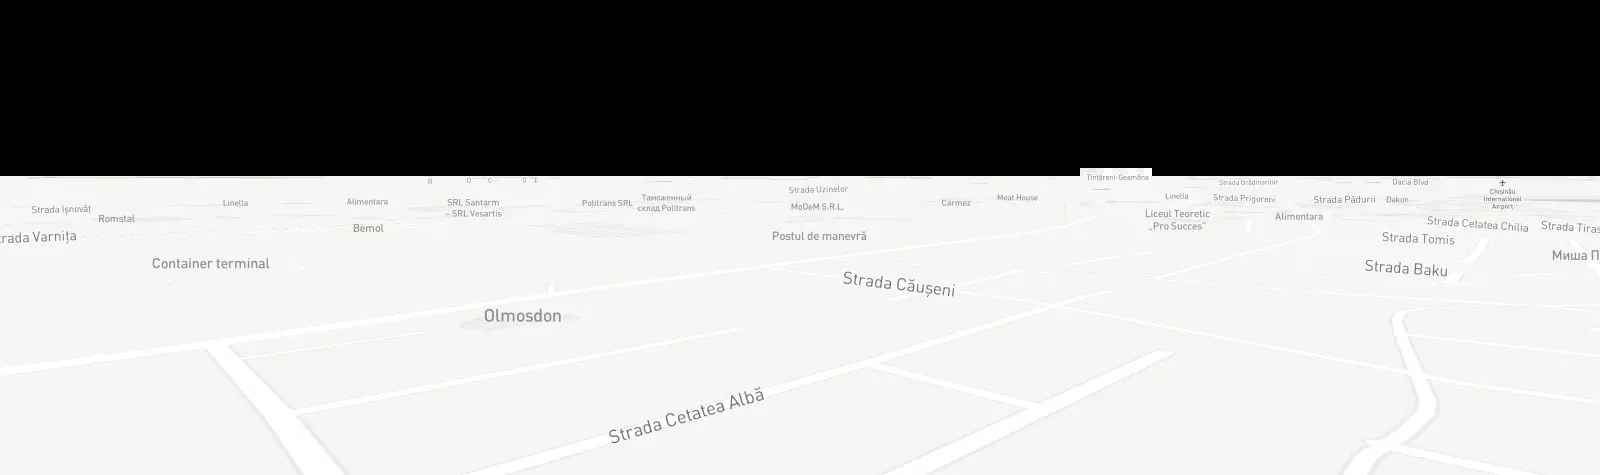 Țînțăreni-Geamăna
Strada Grădinarilor
Dacia Blvd
Strada Uzinelor
Chișinău
International
Airport
Linella
Alimentara
SRL Santarm
- SRL Vesartis
Politrans SRL
Таможенный
склад Politrans
MoDeM S.R.L.
Carmez
Meat House
Linella
Strada Prigoreni
Strada Pădurii
Dakon
Strada Ișnovăț
Romstal
Bemol
Liceul Teoretic
„Pro Succes”
Alimentara
Strada Cetatea Chilia
Strada Tiras
trada Varnița
Postul de manevră
Strada Tomis
Миша П
Container terminal
Strada Baku
Strada Căușeni
Olmosdon
Strada Cetatea Albă